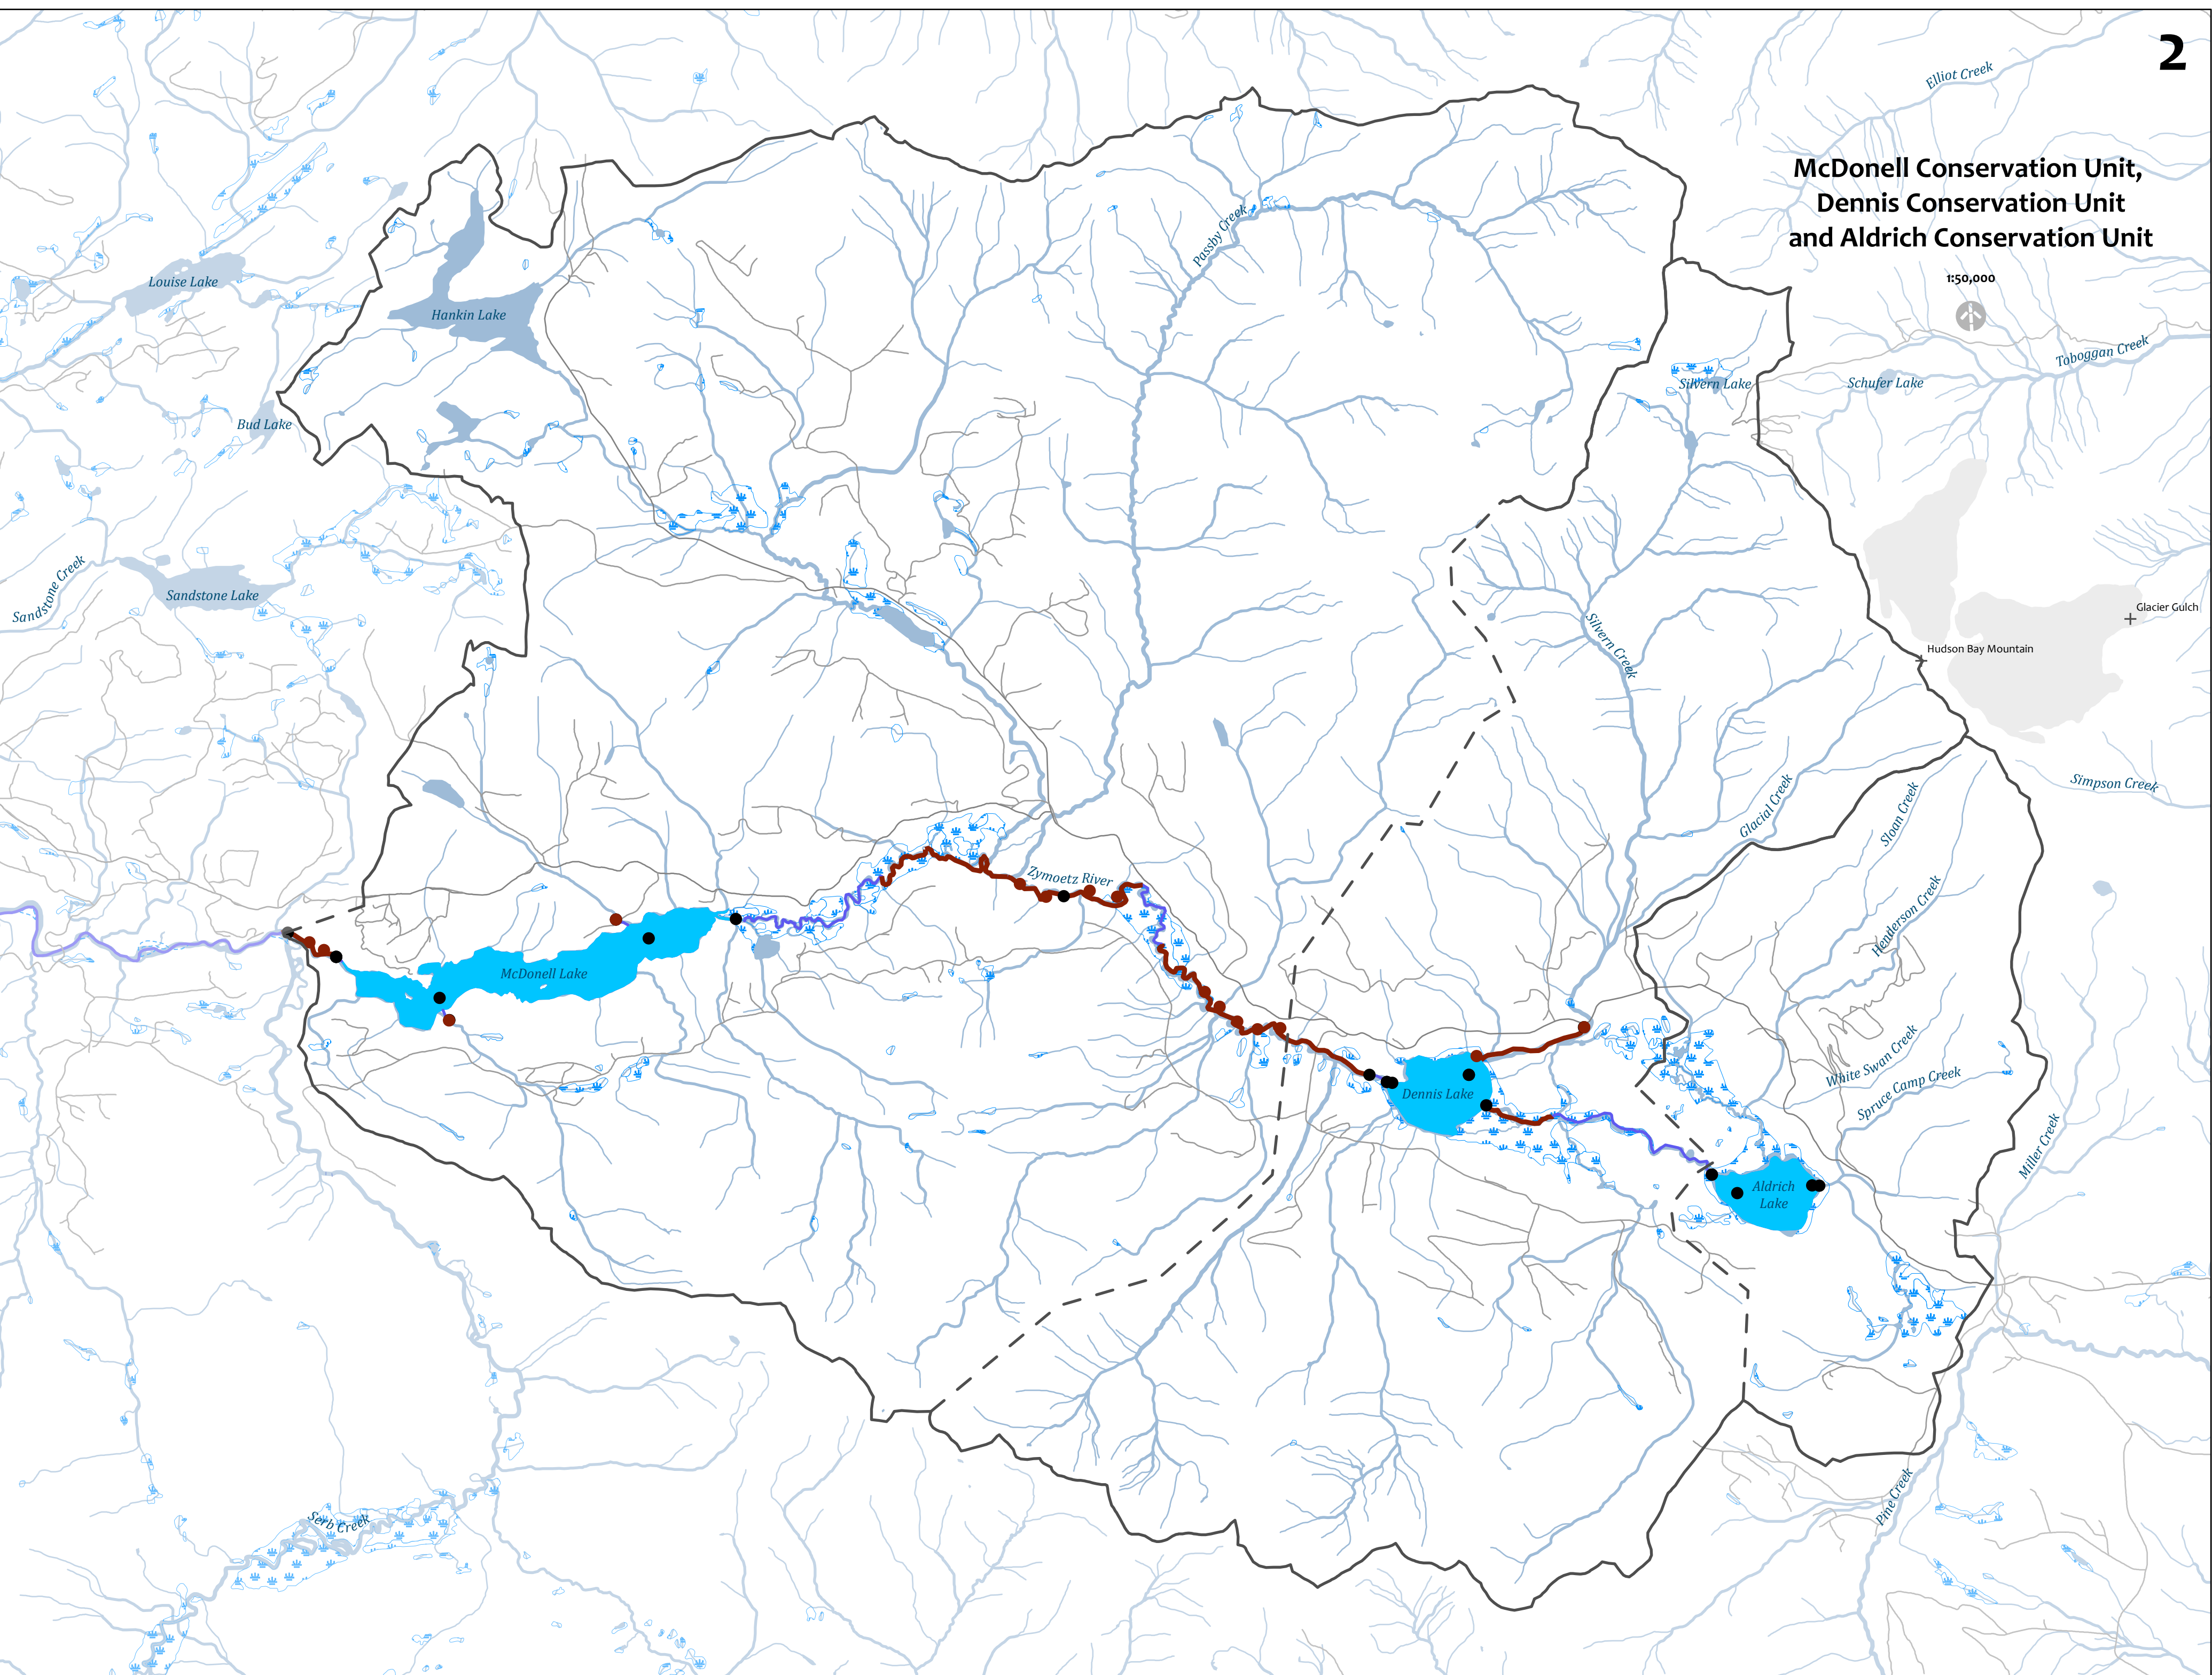 2
Elliot Creek
McDonell Conservation Unit,
Dennis Conservation Unit
and Aldrich Conservation Unit
1:50,000
Passby Creek
Louise Lake
Hankin Lake
Toboggan Creek
Silvern Lake
Schufer Lake
Bud Lake
Sandstone Creek
Sandstone Lake
Glacier Gulch
Silvern Creek
Hudson Bay Mountain
Simpson Creek
Glacial Creek
Sloan Creek
Zymoetz River
Henderson Creek
McDonell Lake
White Swan Creek
Spruce Camp Creek
Dennis Lake
Miller Creek
Aldrich
Lake
Pine Creek
Serb Creek